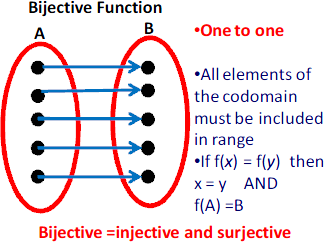 Bijective Function
A
B
•One to one
•All elements of
the codomain
must be included
in range
•If f(x) = f(y) then
x = y AND
f(A) =B
Bijective =injective and surjective